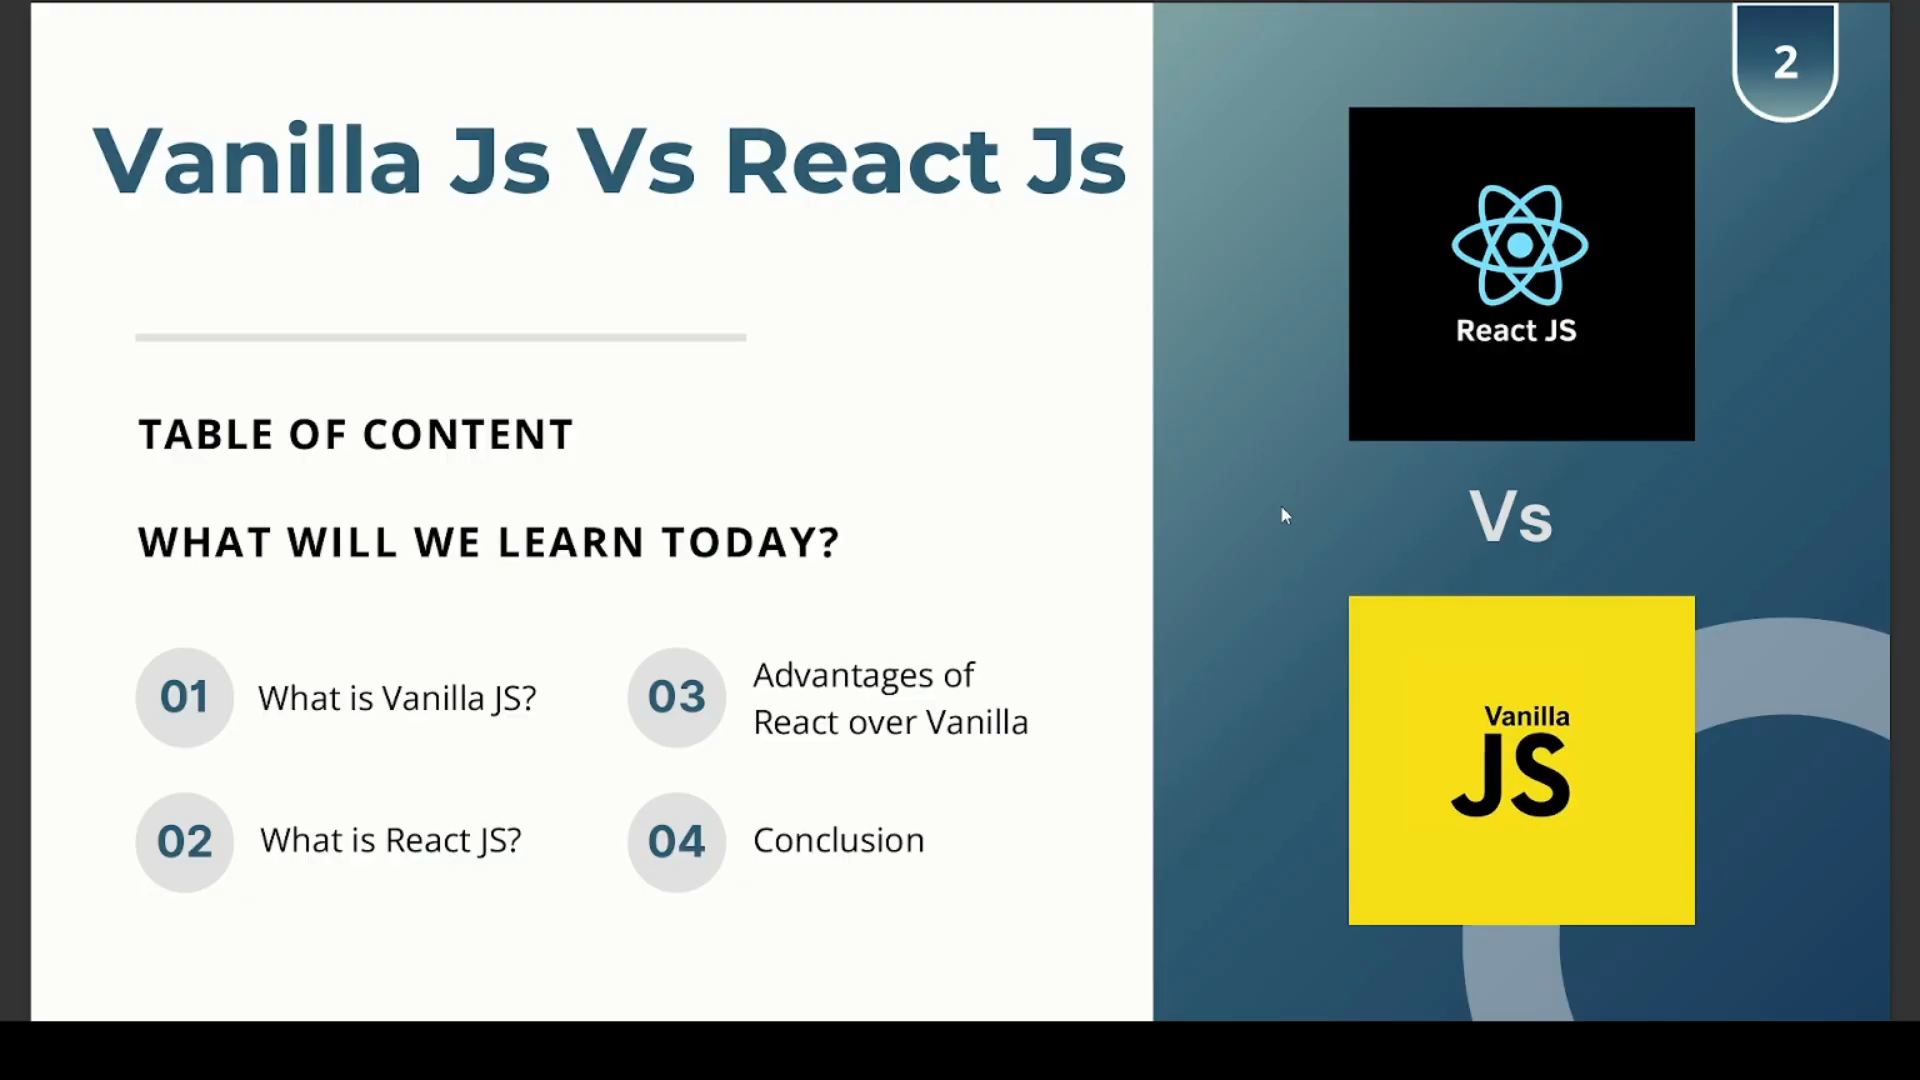 2
Vanilla Js Vs React Js
TABLE OF CONTENT
WHAT WILL WE LEARN TODAY?
01
What is Vanilla JS?
02
What is React JS?
03
Advantages of
React over Vanilla
04
Conclusion
React JS
Vs
Vanilla
JS